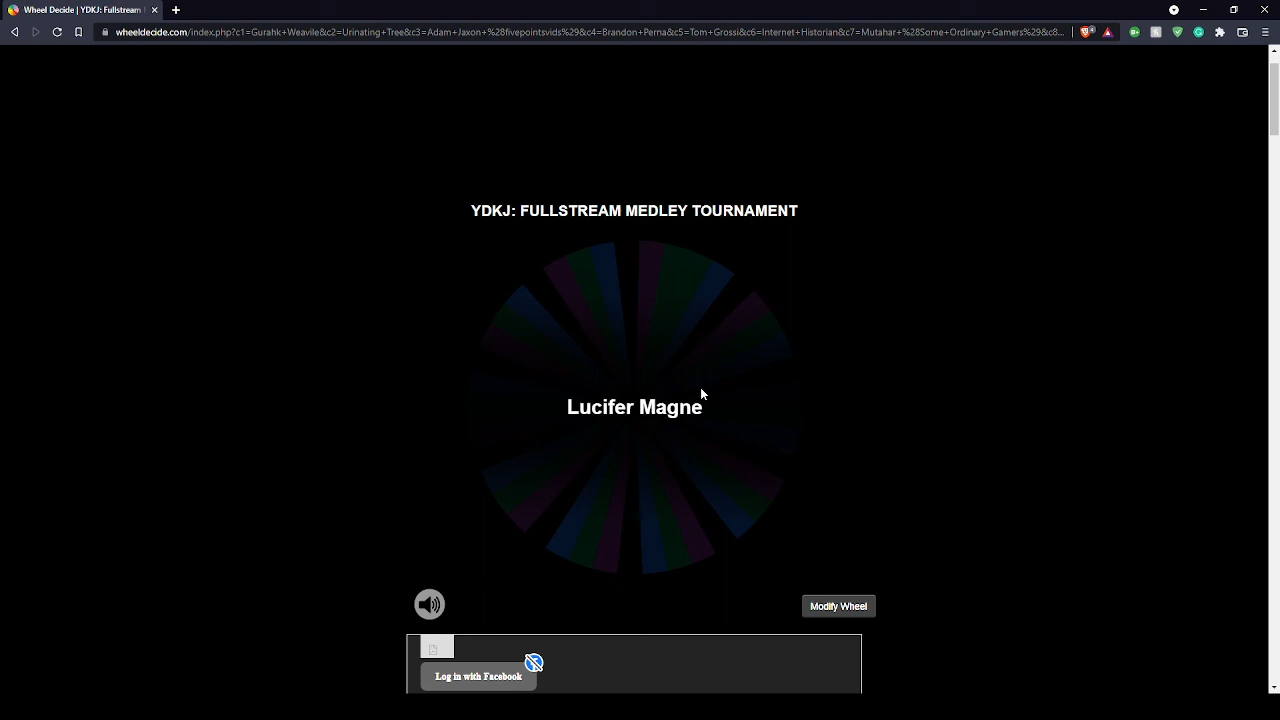 Wheel Decide | YDKJ: Fullstream
wheeldecide.com/index.php?c1=Gurahk+Weavile&c2=Urinating+Tree&c3=Adam+Jaxon+%28fivepointsvids%29&c4=Brandon+Perna&c5=Tom+Grossi&c6=Internet+Historian&c7=Mutahar+%28Some+Ordinary+Gamers%29&c8...
YDKJ: FULLSTREAM MEDLEY TOURNAMENT
Lucifer Magne
Modify Wheel
Log in with Facebook